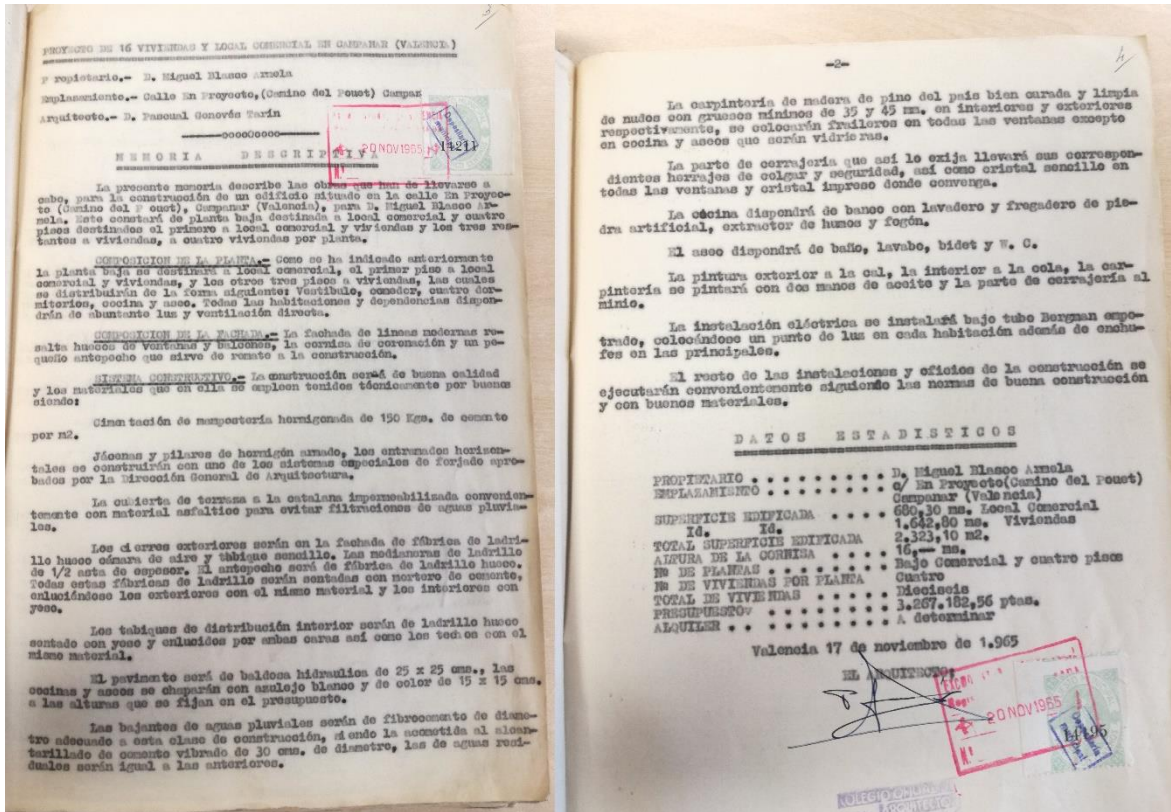 PROYECTO DE 16 VIVIENDAS Y LOCAL COMERCIAL EN CAMPANAR (VALENCIA)
Propietario.- D. Miguel Blasco Armela
Emplazamiento.- Calle En Proyecto,(Camino del Pouet) Campar
Arquitecto.- D. Pascual Genovés Tarín
-----ooooOoooo-----
20 NOV 1965
14211
MEMORIA DESCRIPTIVA
La presente memoria describe las obras que han de llevarse a
cabo, para la construcción de un edificio situado en la calle En Proyec-
to (Camino del P ouet), Campanar (Valencia), para D. Miguel Blasco Ar-
mela. Este constará de planta baja destinada a local comercial y cuatro
pisos destinados el primero a local comercial y viviendas y los tres res-
tantes a viviendas, a cuatro viviendas por planta.
COMPOSICION DE LA PLANTA.- Como se ha indicado anteriormente
la planta baja se destinará a local comercial, el primer piso a local
comercial y viviendas, y los otros tres pisos a viviendas, las cuales
se distribuirán de la forma siguiente: Vestíbulo, comedor, cuatro dor-
mitorios, cocina y aseo. Todas las habitaciones y dependencias dispon-
drán de abundante luz y ventilación directa.
COMPOSICION DE LA FACHADA.- La fachada de lineas modernas re-
salta huecos de ventanas y balcones, la cornisa de coronación y un pe-
queño antepecho que sirve de remate a la construcción.
SISTEMA CONSTRUCTIVO.- La construcción será de buena calidad
y los materiales que en ella se empleen tenidos técnicamente por buenos
siendo:
Cimentación de mampostería hormigonada de 150 Kgs. de cemento
por m2.
Jácenas y pilares de hormigón armado, los entramados horizon-
tales se construirán con uno de los sistemas especiales de forjado apro-
bados por la Dirección General de Arquitectura.
La cubierta de terraza a la catalana impermeabilizada convenien-
temente con material asfaltico para evitar filtraciones de aguas pluvia-
les.
Los cierres exteriores serán en la fachada de fábrica de ladri-
llo hueco cámara de aire y tabique sencillo. Las medianeras de ladrillo
de 1/2 asta de espesor. El antepecho será de fábrica de ladrillo hueco.
Todas estas fábricas de ladrillo serán sentadas con mortero de cemento,
enluciéndose los exteriores con el mismo material y los interiores con
yeso.
Los tabiques de distribución interior serán de ladrillo hueco
sentado con yeso y enlucidos por ambas caras así como los techos con el
mismo material.
El pavimento será de baldosa hidraulica de 25 x 25 cms., las
cocinas y aseos se chaparán con azulejo blanco y de color de 15 x 15 cms.
a las alturas que se fijan en el presupuesto.
Las bajantes de aguas pluviales serán de fibrocemento de diame-
tro adecuado a esta clase de construcción, siendo la acometida al alcan-
tarillado de cemento vibrado de 30 cms. de diametro, las de aguas resi-
duales serán igual a las anteriores.
-2-
4
La carpintería de madera de pino del pais bien curada y limpia
de nudos con gruesos mínimos de 35 y 45 mm. en interiores y exteriores
respectivamente, se colocarán fraileros en todas las ventanas excepto
en cocina y aseos que serán vidrieras.
La parte de cerrajería que así lo exija llevará sus correspon-
dientes herrajes de colgar y seguridad, así como cristal sencillo en
todas las ventanas y cristal impreso donde convenga.
La cocina dispondrá de banco con lavadero y fregadero de pie-
dra artificial, extractor de humos y fogón.
El aseo dispondrá de baño, lavabo, bidet y W. C.
La pintura exterior a la cal, la interior a la cola, la car-
pintería se pintará con dos manos de aceite y la parte de cerrajería al
minio.
La instalación eléctrica se instalará bajo tubo Bergman empo-
trado, colocándose un punto de luz en cada habitación además de enchu-
fes en las principales.
El resto de las instalaciones y oficios de la construcción se
ejecutarán convenientemente siguiendo las normas de buena construcción
y con buenos materiales.
DATOS ESTADISTICOS
PROPIETARIO . . . . . . . . . D. Miguel Blasco Armela
EMPLAZAMIENTO . . . . . . . . c/ En Proyecto(Camino del Pouet)
Campanar (Valencia)
SUPERFICIE EDIFICADA . . . . 680,30 ms. Local Comercial
Id. Id. 1.642,80 ms. Viviendas
TOTAL SUPERFICIE EDIFICADA 2.323,10 m2.
ALTURA DE LA CORNISA . . . . 16,-- ms.
Nº DE PLANTAS . . . . . . . . Bajo Comercial y cuatro pisos
Nº DE VIVIENDAS POR PLANTA Cuatro
TOTAL DE VIVIENDAS . . . . . Dieciseis
PRESUPUESTO . . . . . . . . . 3.267.182,56 ptas.
ALQUILER . . . . . . . . . . A determinar
Valencia 17 de noviembre de 1.965
EL ARQUITECTO,
20 NOV 1965
14195